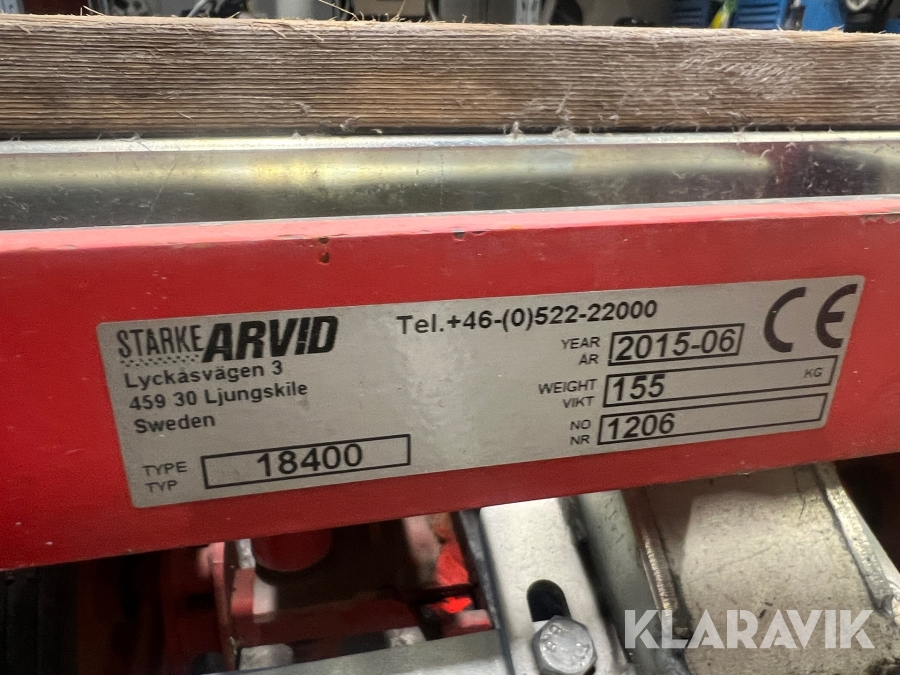 STARKE ARVID
Lyckåsvägen 3
459 30 Ljungskile
Sweden
TYPE
TYP
18400
Tel.+46-(0)522-22000
YEAR
AR
2015-06
WEIGHT
VIKT
155
KG
NO
NR
1206
CE
KLARAVIK